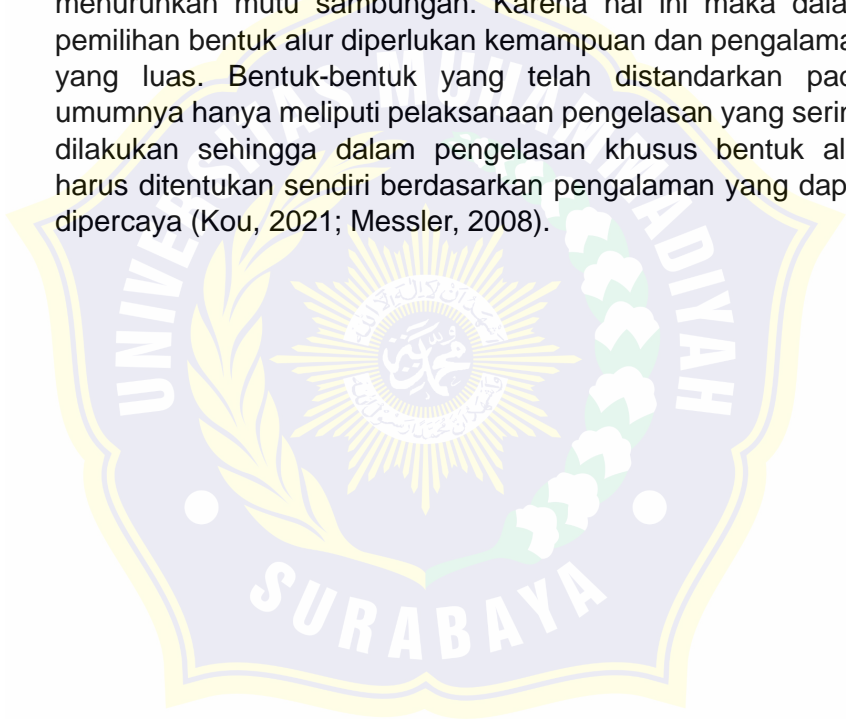 menurunkan mutu sambungan. Karena hal ini maka dala
pemilihan bentuk alur diperlukan kemampuan dan pengalama
yang luas. Bentuk-bentuk yang telah distandarkan pad
umumnya hanya meliputi pelaksanaan pengelasan yang serin
dilakukan sehingga dalam pengelasan khusus bentuk al
harus ditentukan sendiri berdasarkan pengalaman yang dap
dipercaya (Kou, 2021; Messler, 2008).
UNIVERSITAS MUHAMMADIYAH
SURABAYA